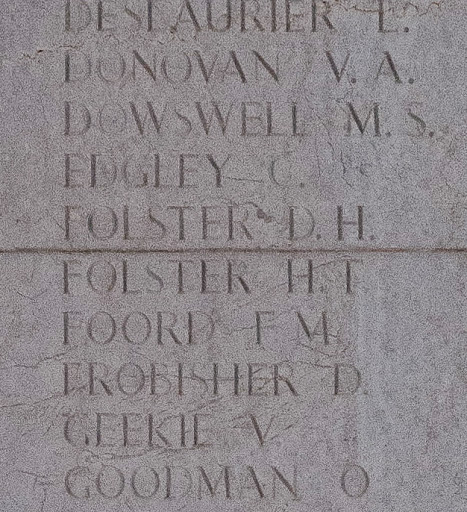 DESLAURIER L.
DONOVAN V. A.
DOWSWELL M. S.
EDGLEY C.
FOLSTER D. H.
FOLSTER H. T.
FOORD F. M.
FROBISHER D.
GEEKIE V.
GOODMAN O